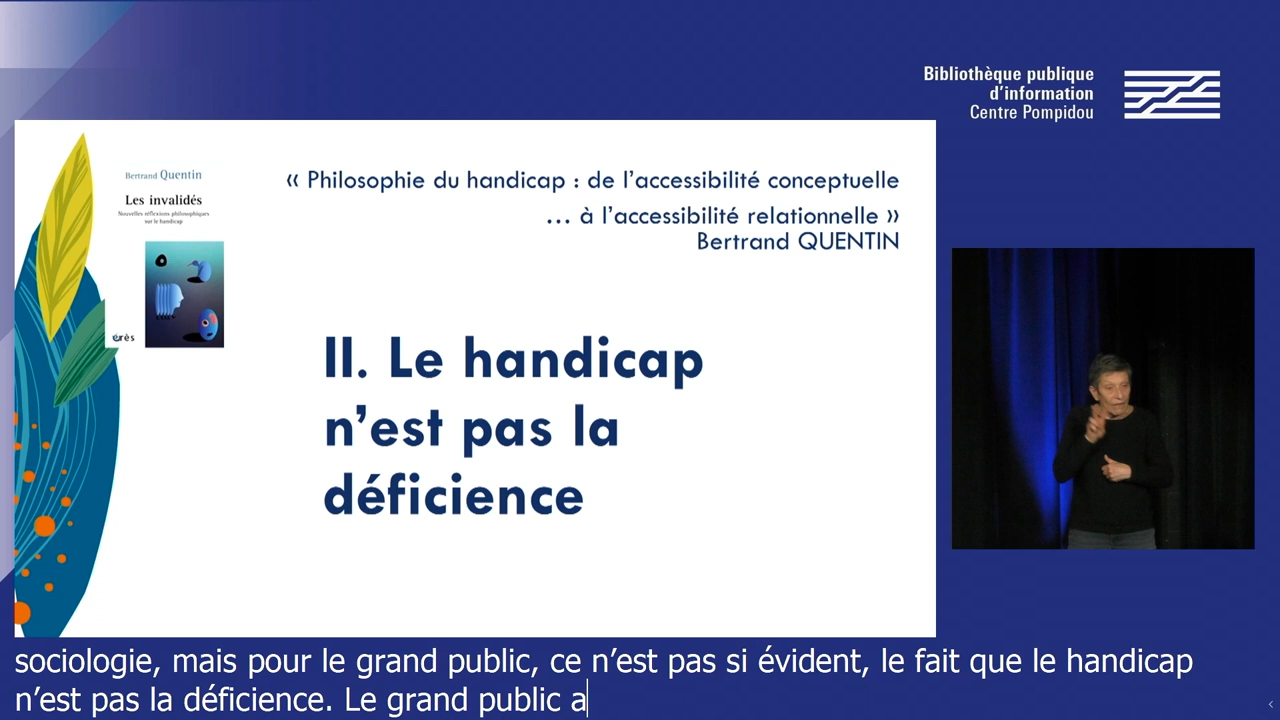 Bibliothèque publique
d’information
Centre Pompidou
Bertrand Quentin
Les invalidés
Nouvelles réflexions philosophiques
sur le handicap
érès
« Philosophie du handicap : de l’accessibilité conceptuelle
… à l’accessibilité relationnelle »
Bertrand QUENTIN
II. Le handicap
n’est pas la
déficience
sociologie, mais pour le grand public, ce n’est pas si évident, le fait que le handicap
n’est pas la déficience. Le grand public a